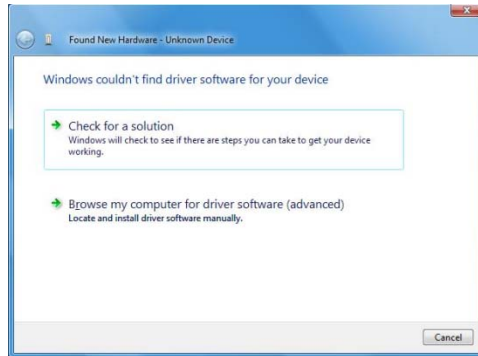 Found New Hardware - Unknown Device
Windows couldn't find driver software for your device
Check for a solution
Windows will check to see if there are steps you can take to get your device
working.
Browse my computer for driver software (advanced)
Locate and install driver software manually.
Cancel